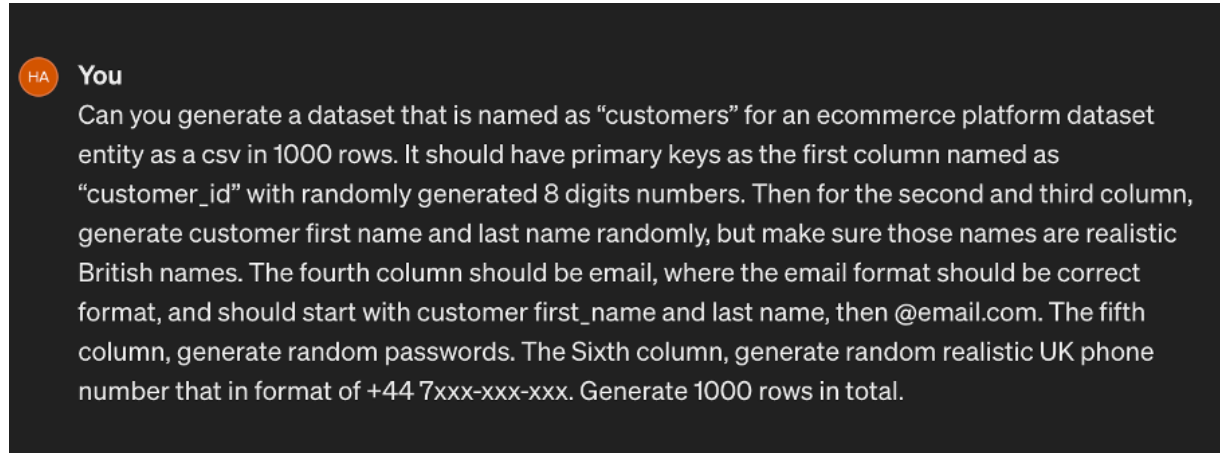 HA
You
Can you generate a dataset that is named as “customers” for an ecommerce platform dataset
entity as a csv in 1000 rows. It should have primary keys as the first column named as
“customer_id” with randomly generated 8 digits numbers. Then for the second and third column,
generate customer first name and last name randomly, but make sure those names are realistic
British names. The fourth column should be email, where the email format should be correct
format, and should start with customer first_name and last name, then @email.com. The fifth
column, generate random passwords. The Sixth column, generate random realistic UK phone
number that in format of +44 7xxx-xxx-xxx. Generate 1000 rows in total.